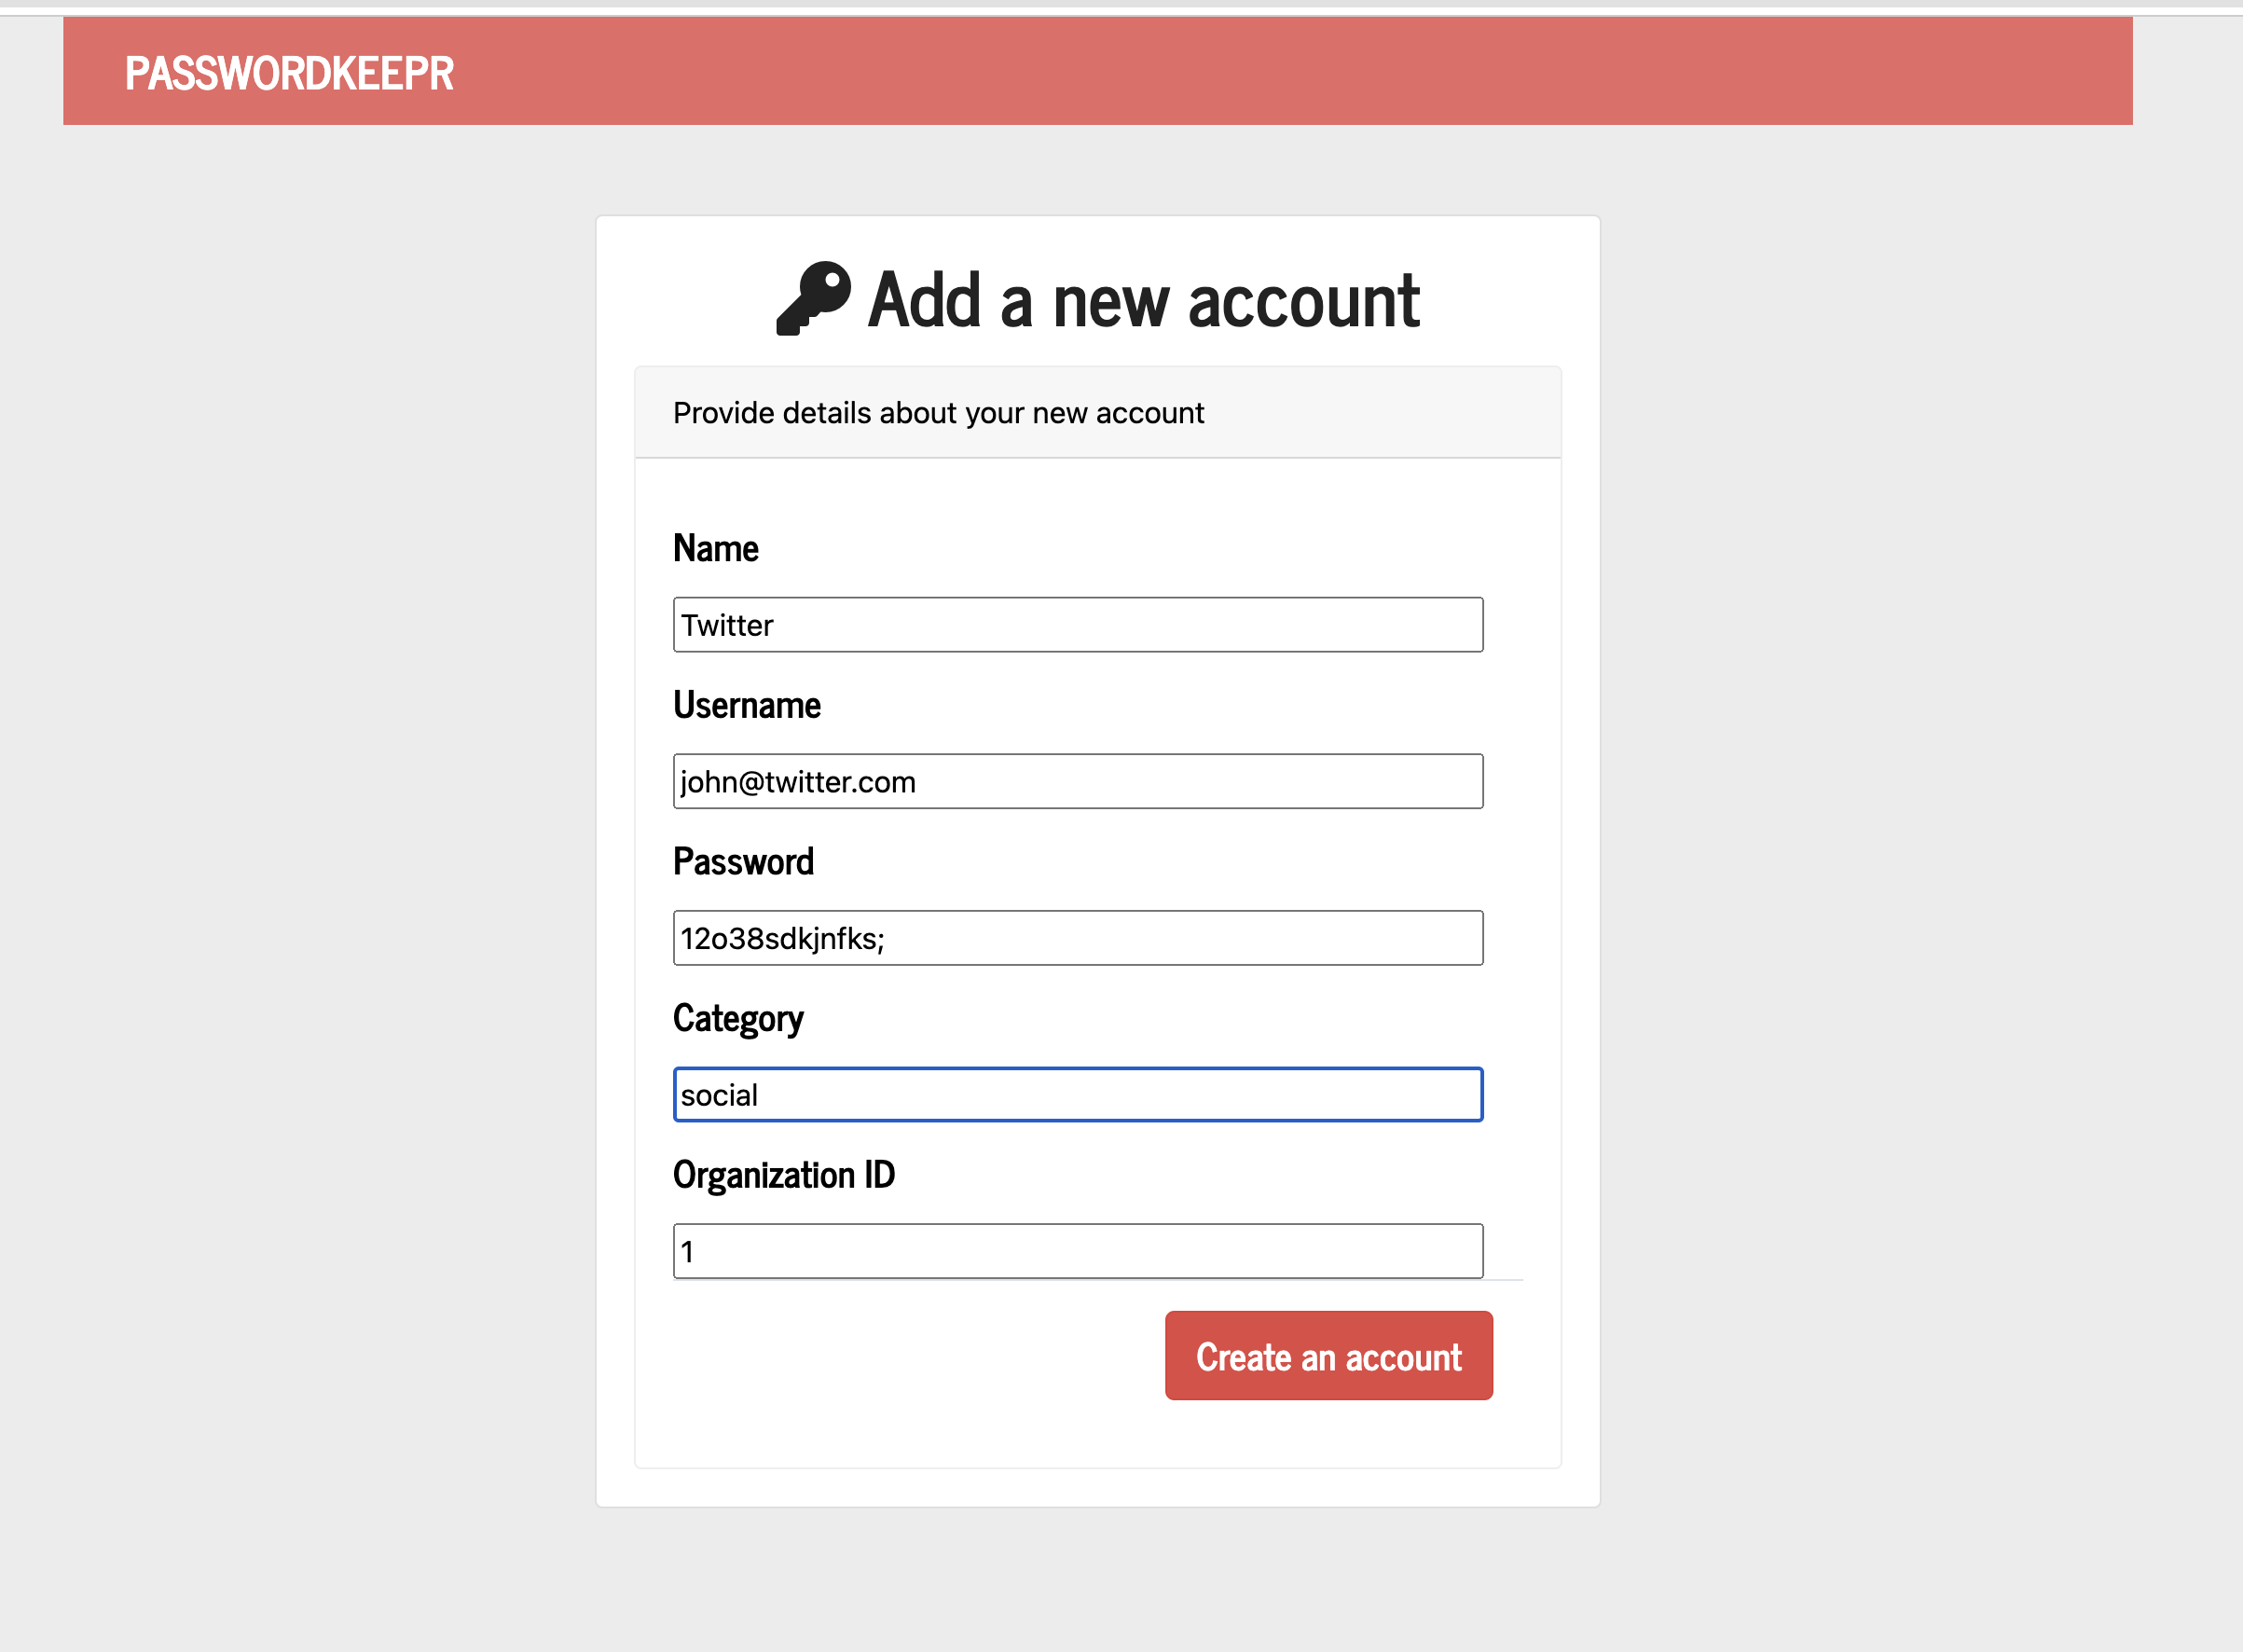 PASSWORDKEEPR
Add a new account
Provide details about your new account
Name
Twitter
Username
john@twitter.com
Password
12o38sdkjnfks;
Category
social
Organization ID
1
Create an account